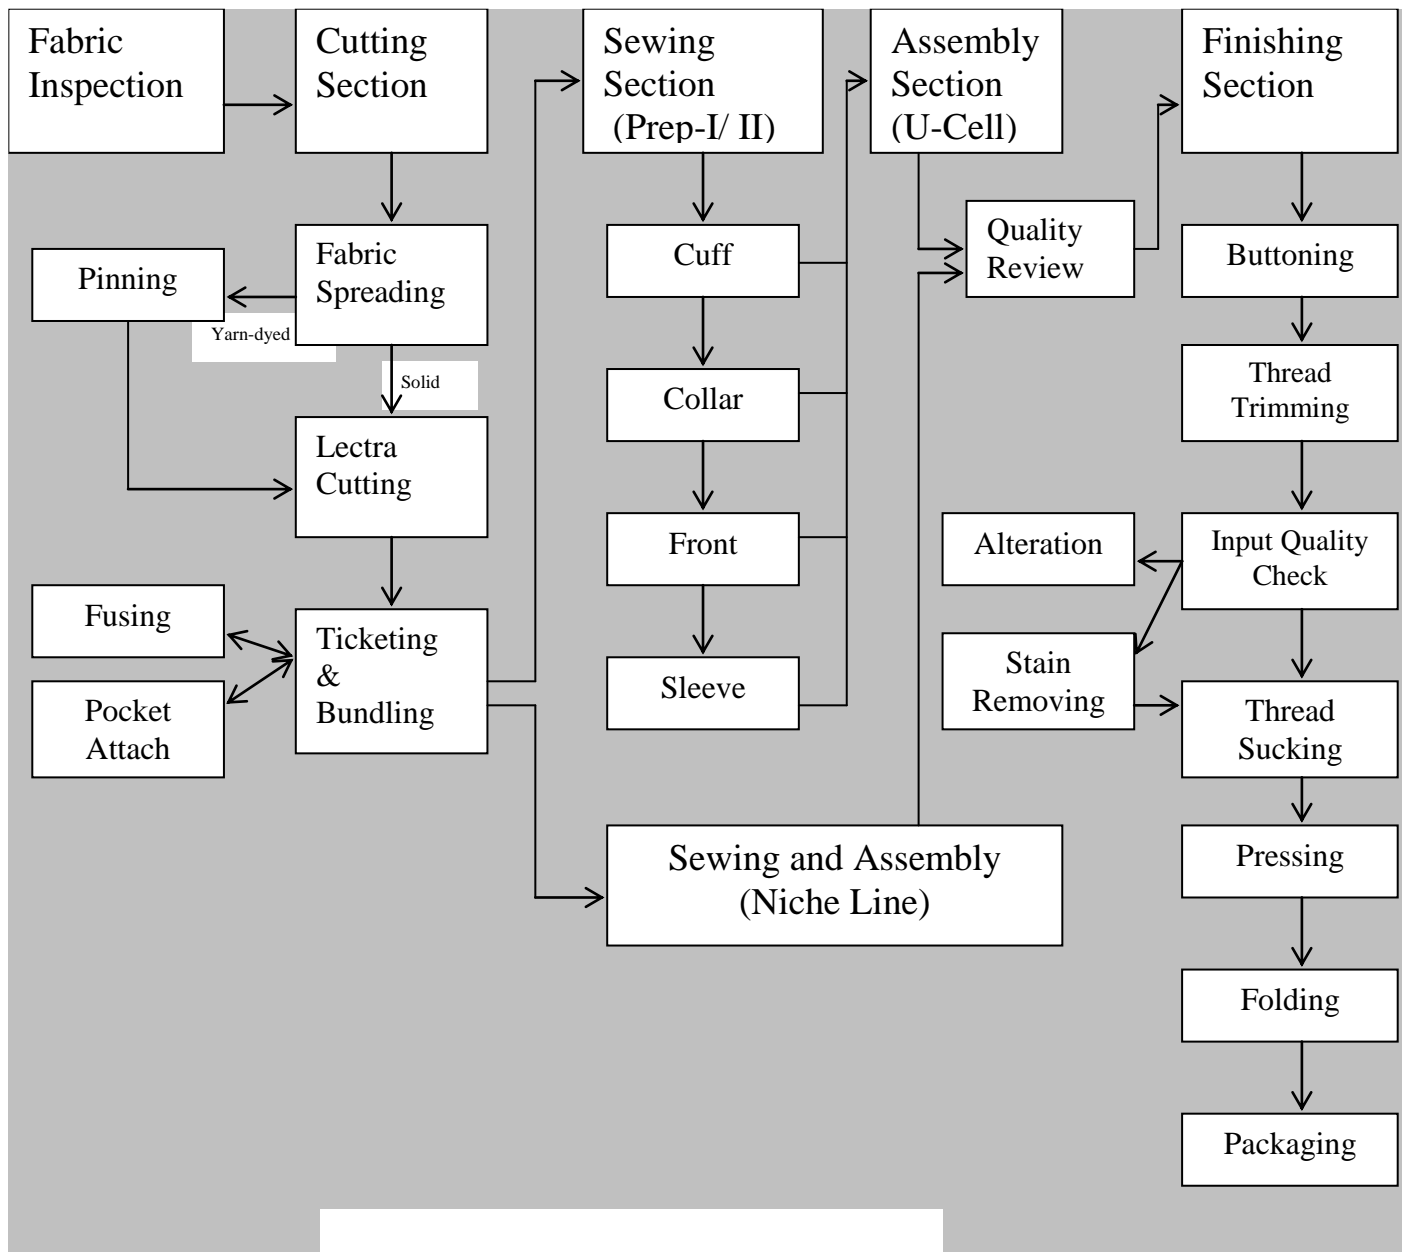 Fabric
Inspection
Cutting
Section
Sewing
Section
(Prep-I/ II)
Assembly
Section
(U-Cell)
Finishing
Section
Pinning
Fabric
Spreading
Yarn-dyed
Solid
Lectra
Cutting
Fusing
Pocket
Attach
Ticketing
&
Bundling
Cuff
Collar
Front
Sleeve
Sewing and Assembly
(Niche Line)
Quality
Review
Buttoning
Thread
Trimming
Alteration
Input Quality
Check
Stain
Removing
Thread
Sucking
Pressing
Folding
Packaging